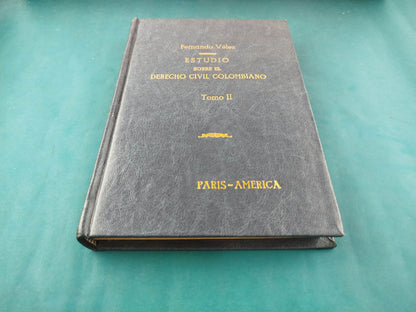 Fernando Vélez
ESTUDIO
SOBRE EL
DERECHO CIVIL COLOMBIANO
Tomo II
PARIS-AMERICA